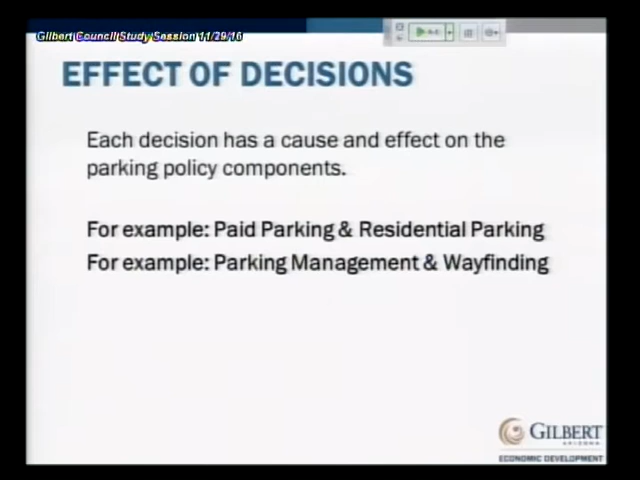 Gilbert Council Study Session 11/29/16
EFFECT OF DECISIONS
Each decision has a cause and effect on the
parking policy components.
For example: Paid Parking & Residential Parking
For example: Parking Management & Wayfinding
GILBERT
ARIZONA
ECONOMIC DEVELOPMENT